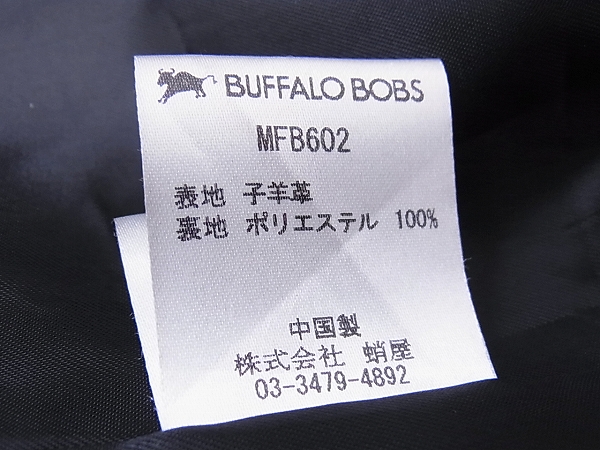 BUFFALO BOBS
MFB602
表地 子羊革
裏地 ポリエステル 100%
中国製
株式会社 蛸屋
03-3479-4892